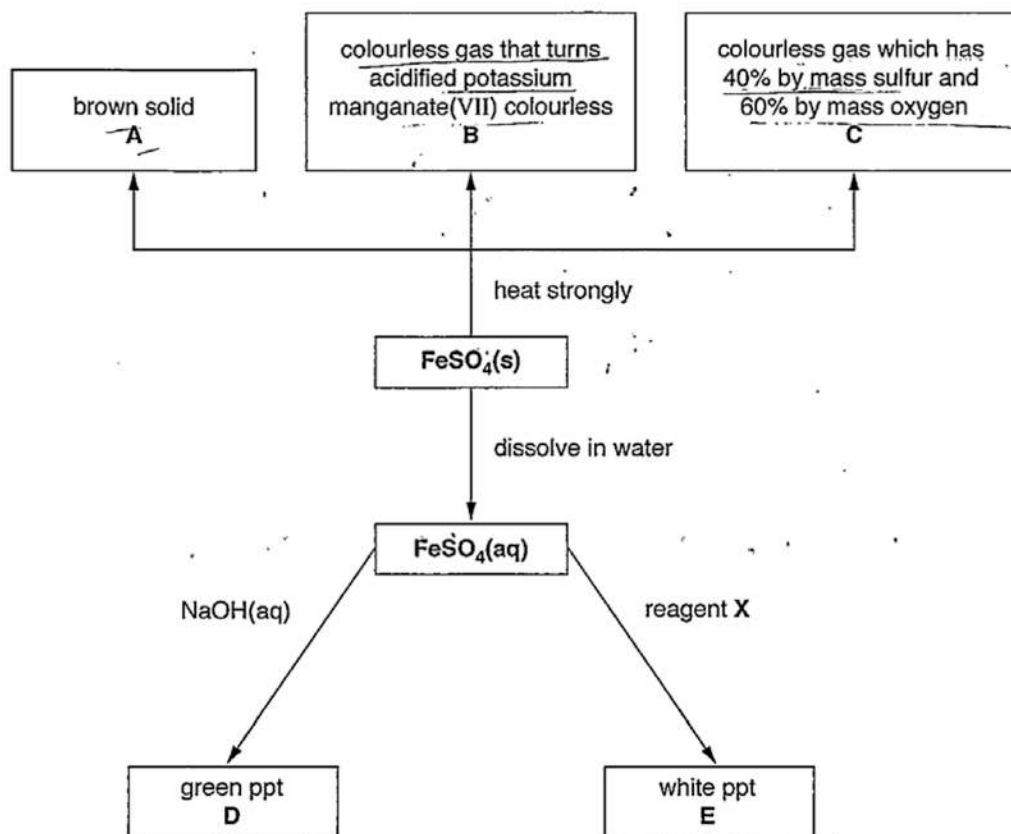 brown solid
A
colourless gas that turns
acidified potassium
manganate(VII) colourless
B
colourless gas which has
40% by mass sulfur and
60% by mass oxygen
C
heat strongly
FeSO₄(s)
dissolve in water
FeSO₄(aq)
NaOH(aq)
reagent X
green ppt
D
white ppt
E